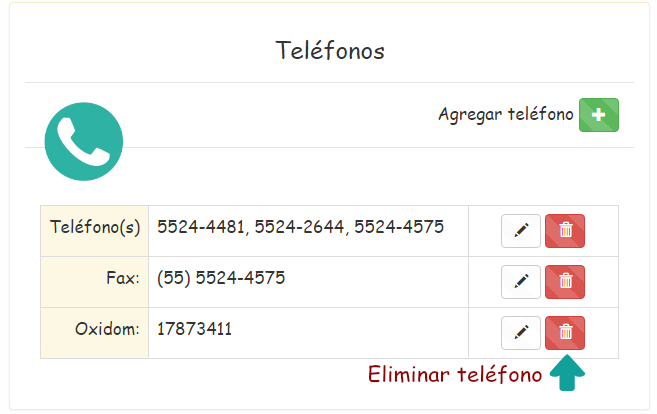 Teléfonos
Agregar teléfono
Teléfono(s) 5524-4481, 5524-2644, 5524-4575
Fax: (55) 5524-4575
Oxidom: 17873411
Eliminar teléfono